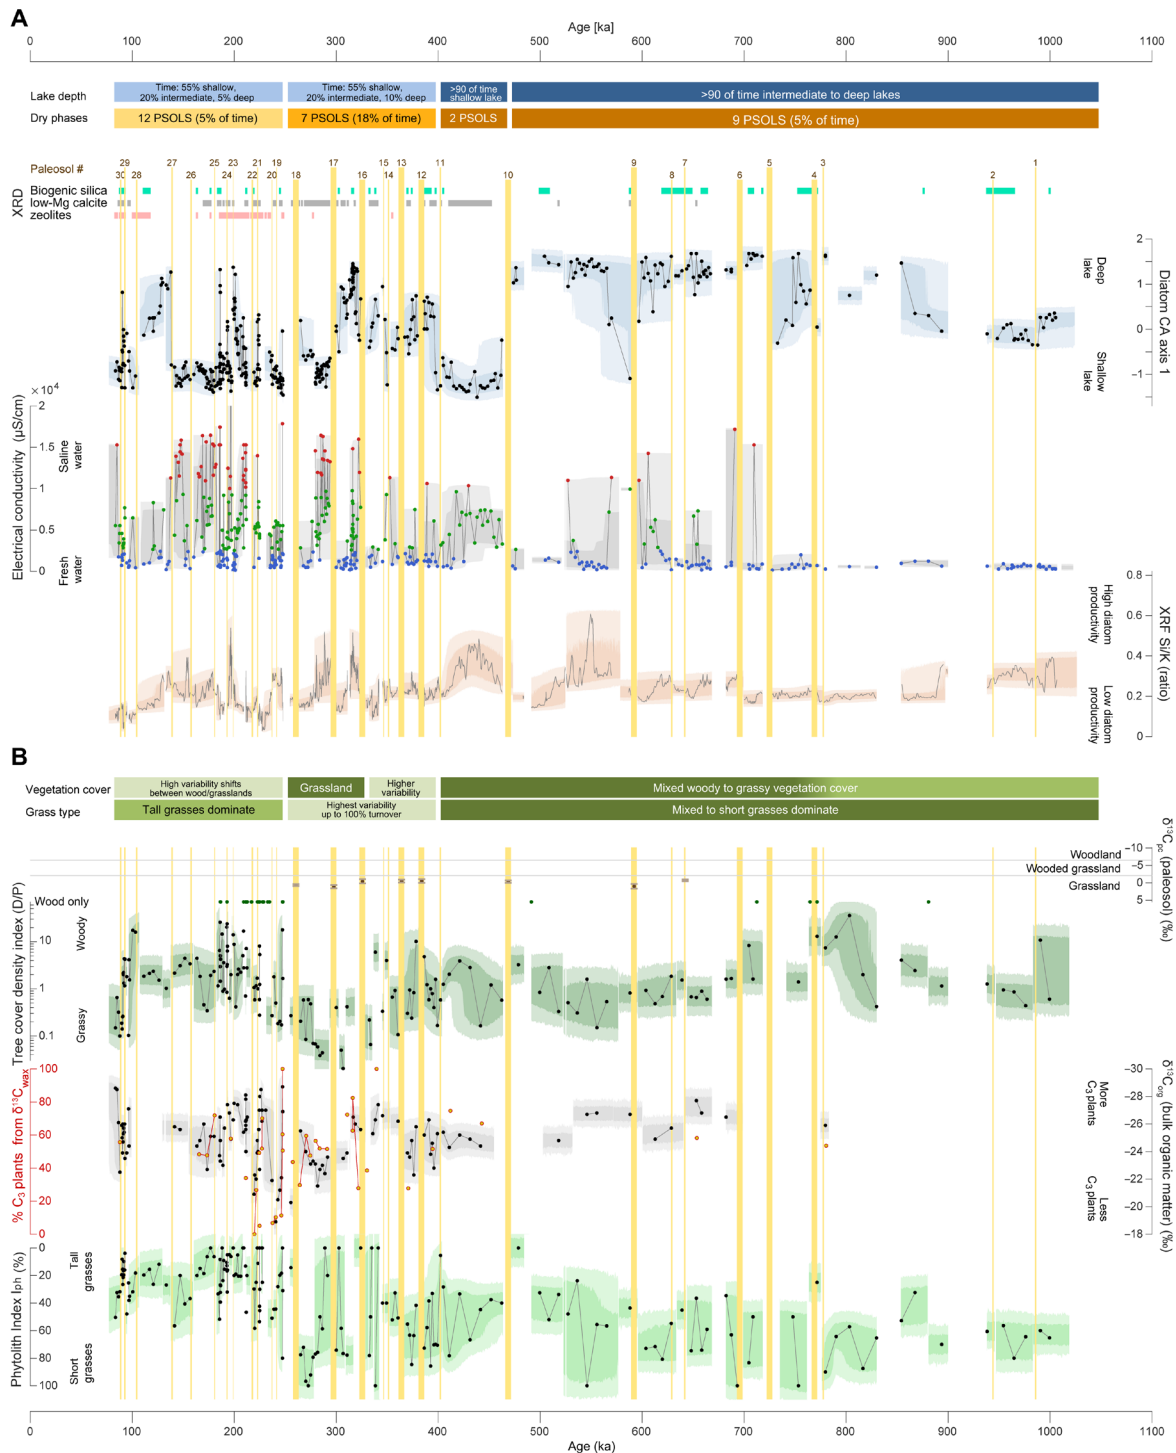 A
Age [ka]
0 100 200 300 400 500 600 700 800 900 1000 1100
Lake depth
Time: 55% shallow,
20% intermediate, 5% deep
Time: 55% shallow,
20% intermediate, 10% deep
>90 of time
shallow lake
>90 of time intermediate to deep lakes
Dry phases
12 PSOLS (5% of time)
7 PSOLS (18% of time)
2 PSOLS
9 PSOLS (5% of time)
Paleosol #
29 27 25 23 21 19 17 15 13 11 9 7 5 3 1
30 28 26 24 22 20 18 14 12 10 8 6 4 2
XRD
Biogenic silica
low-Mg calcite
zeolites
2
1
0
−1
Diatom CA axis 1
Deep
lake
Shallow
lake
× 10⁴
2
1.5
1
0.5
0
Electrical conductivity (µS/cm)
Saline
water
Fresh
water
0.8
0.6
0.4
0.2
0
XRF Si/K (ratio)
High diatom
productivity
Low diatom
productivity
B
Vegetation cover
High variability shifts
between wood/grasslands
Grassland
Higher
variability
Mixed woody to grassy vegetation cover
Grass type
Tall grasses dominate
Highest variability
up to 100% turnover
Mixed to short grasses dominate
Woodland
Wooded grassland
Grassland
−10
−5
0
5
δ¹³C_pc (paleosol) (‰)
Wood only
10
1
0.1
Tree cover density index (D/P)
Woody
Grassy
100
80
60
40
20
0
% C₃ plants from δ¹³C_wax
−30
−28
−26
−24
−22
−20
−18
δ¹³C_org (bulk organic matter) (‰)
More
C₃ plants
Less
C₃ plants
0
20
40
60
80
100
Phytolith Index Iph (%)
Tall
grasses
Short
grasses
0 100 200 300 400 500 600 700 800 900 1000 1100
Age (ka)